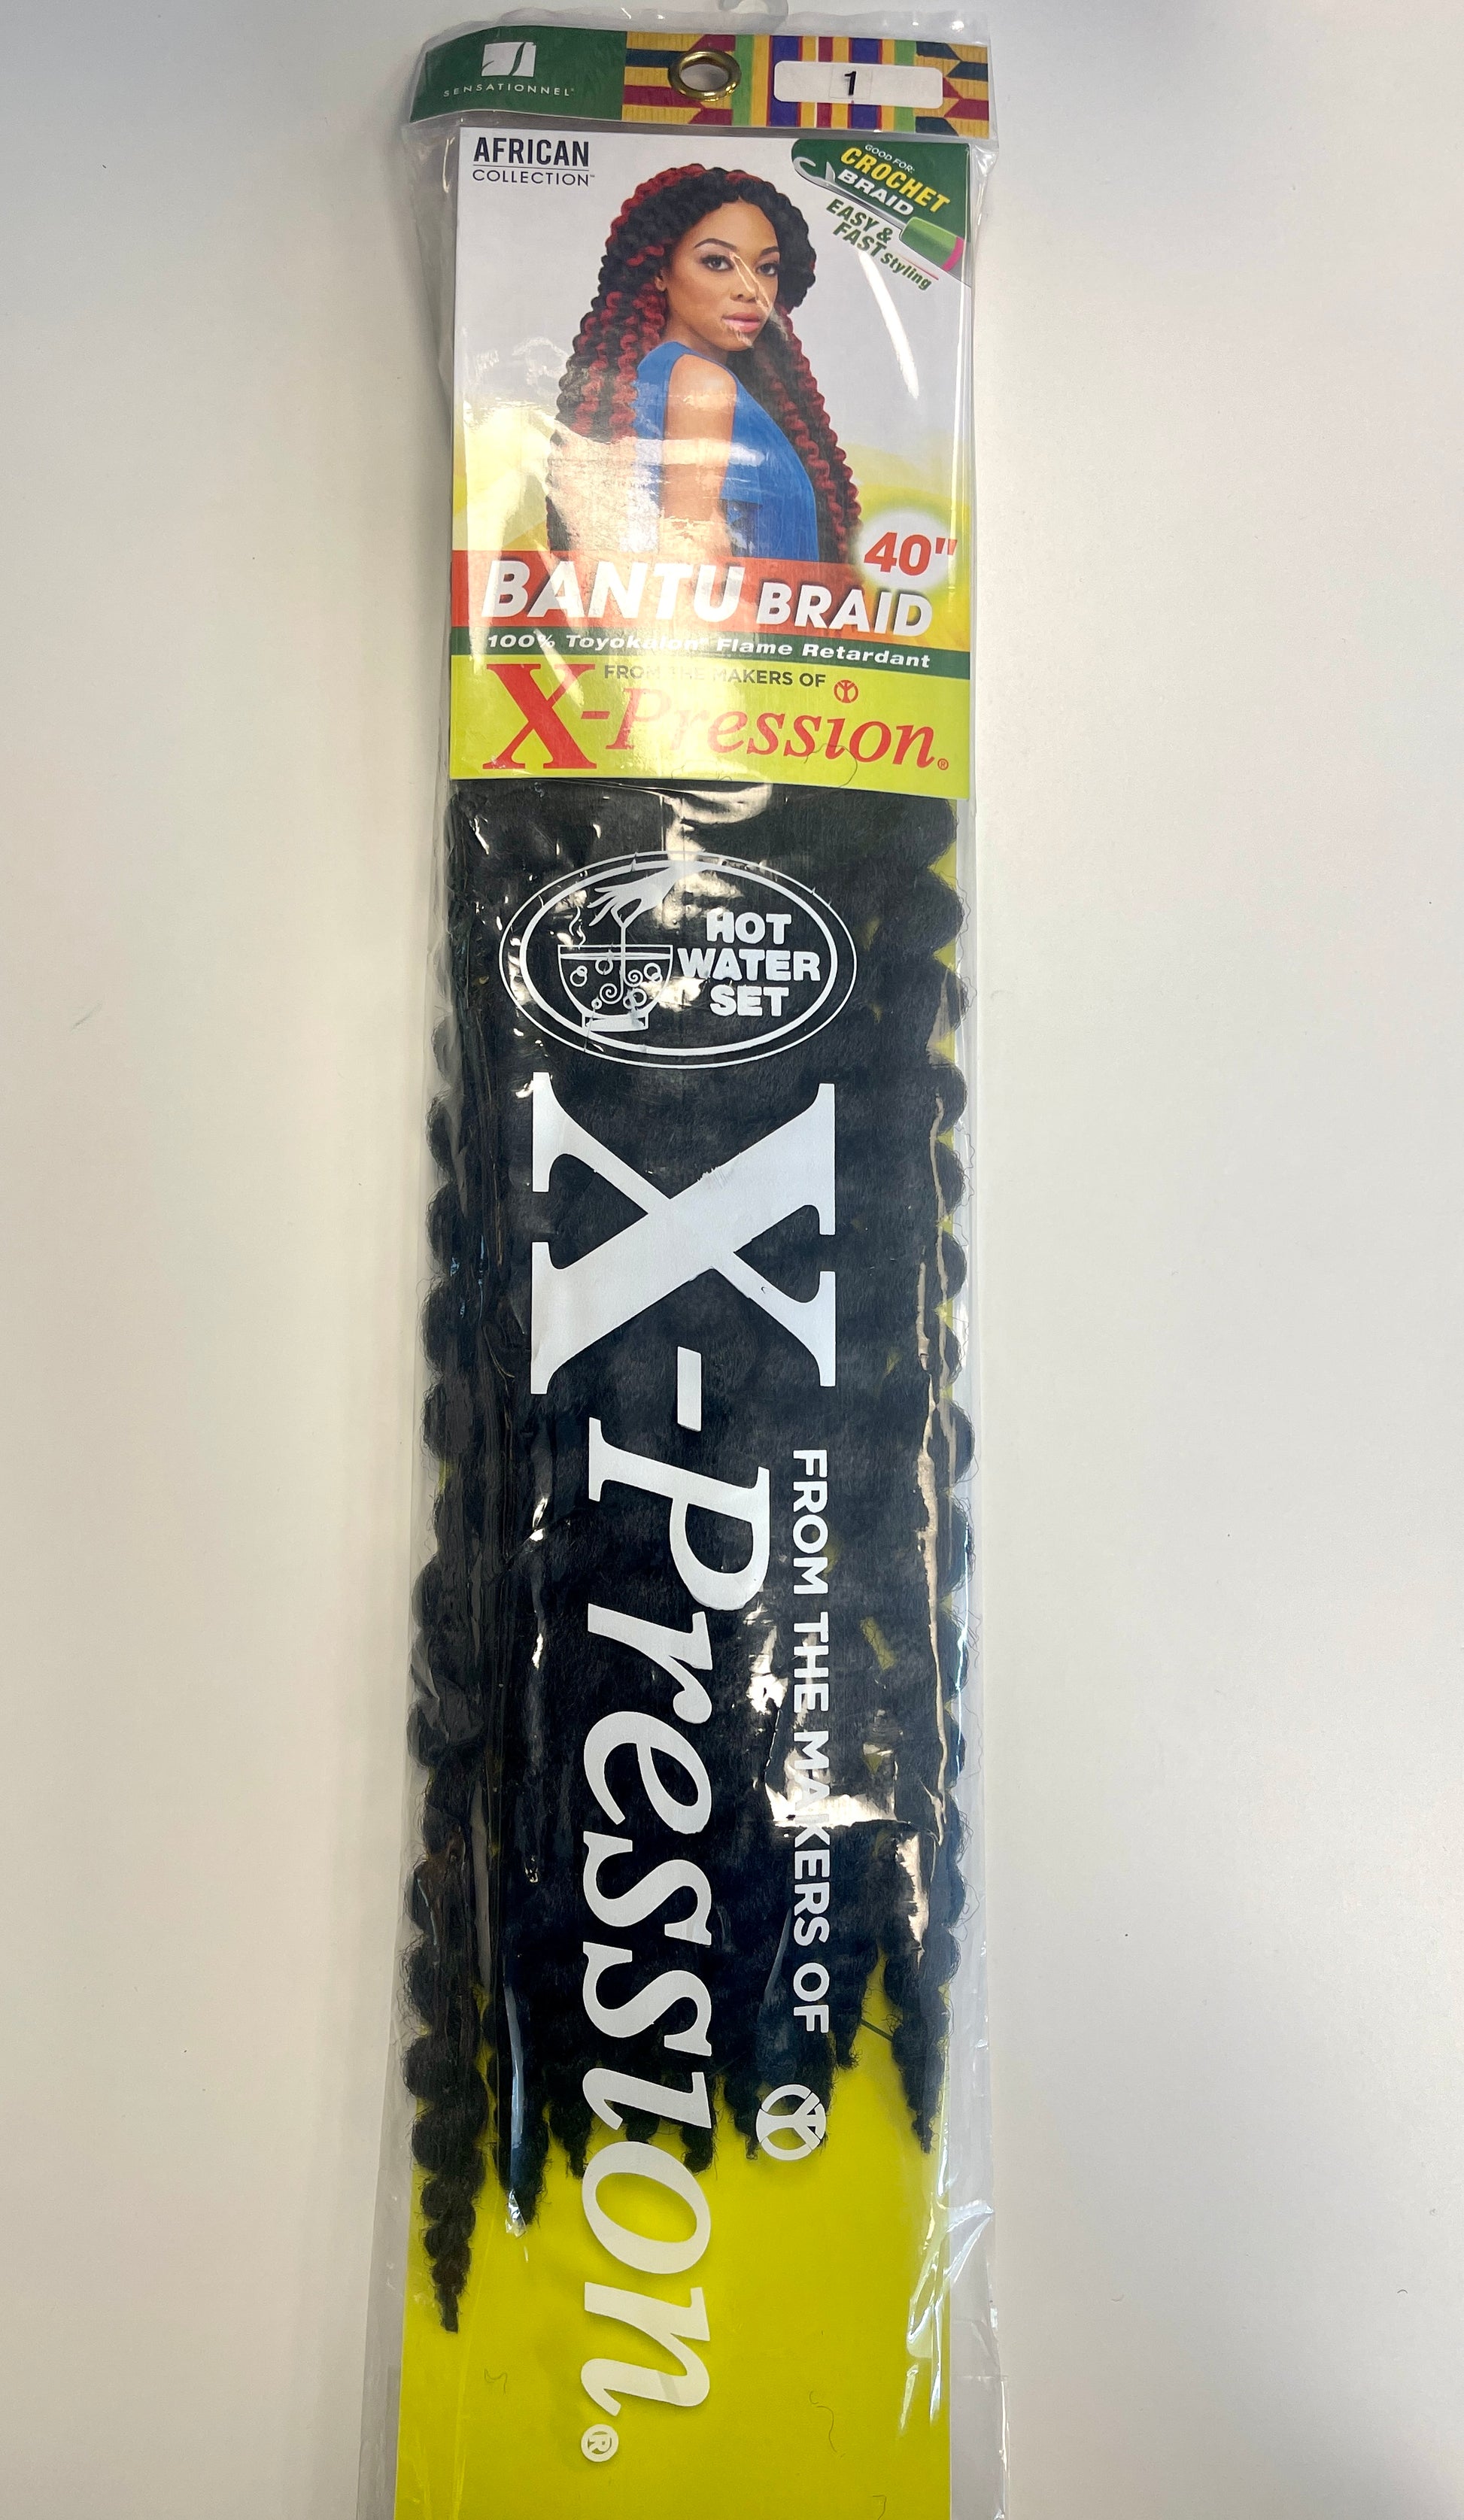 SENSATIONNEL®
1
AFRICAN
COLLECTION™
GOOD FOR:
CROCHET
BRAID
EASY &
FAST Styling
40"
BANTU BRAID
100% Toyokalon® Flame Retardant
FROM THE MAKERS OF
X-Pression®
HOT
WATER
SET
FROM THE MAKERS OF
X-Pression®